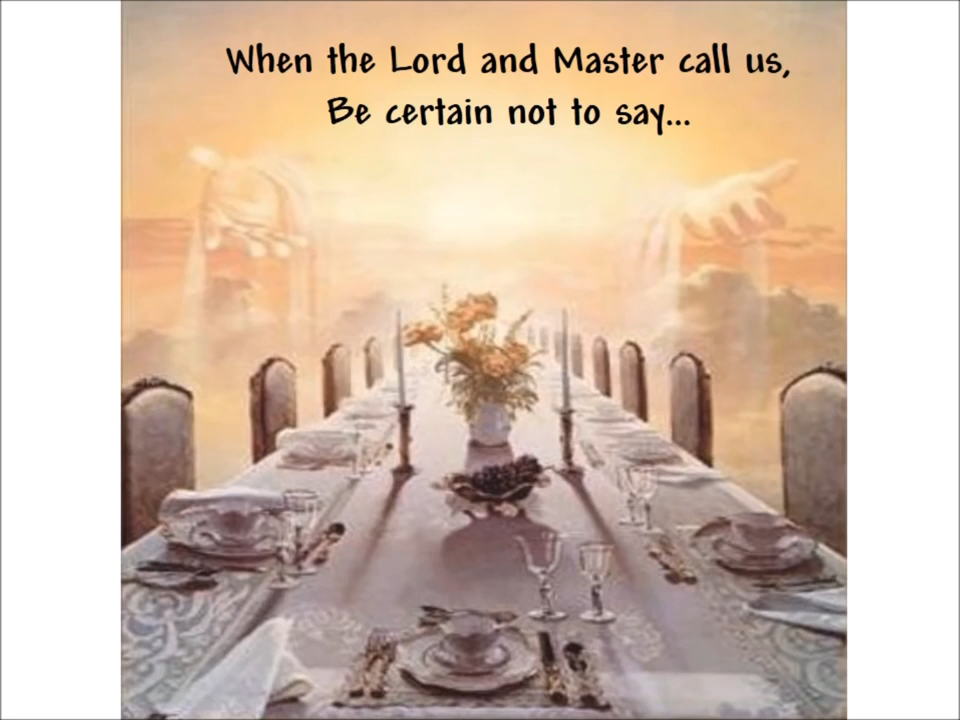 When the Lord and Master call us,
Be certain not to say...